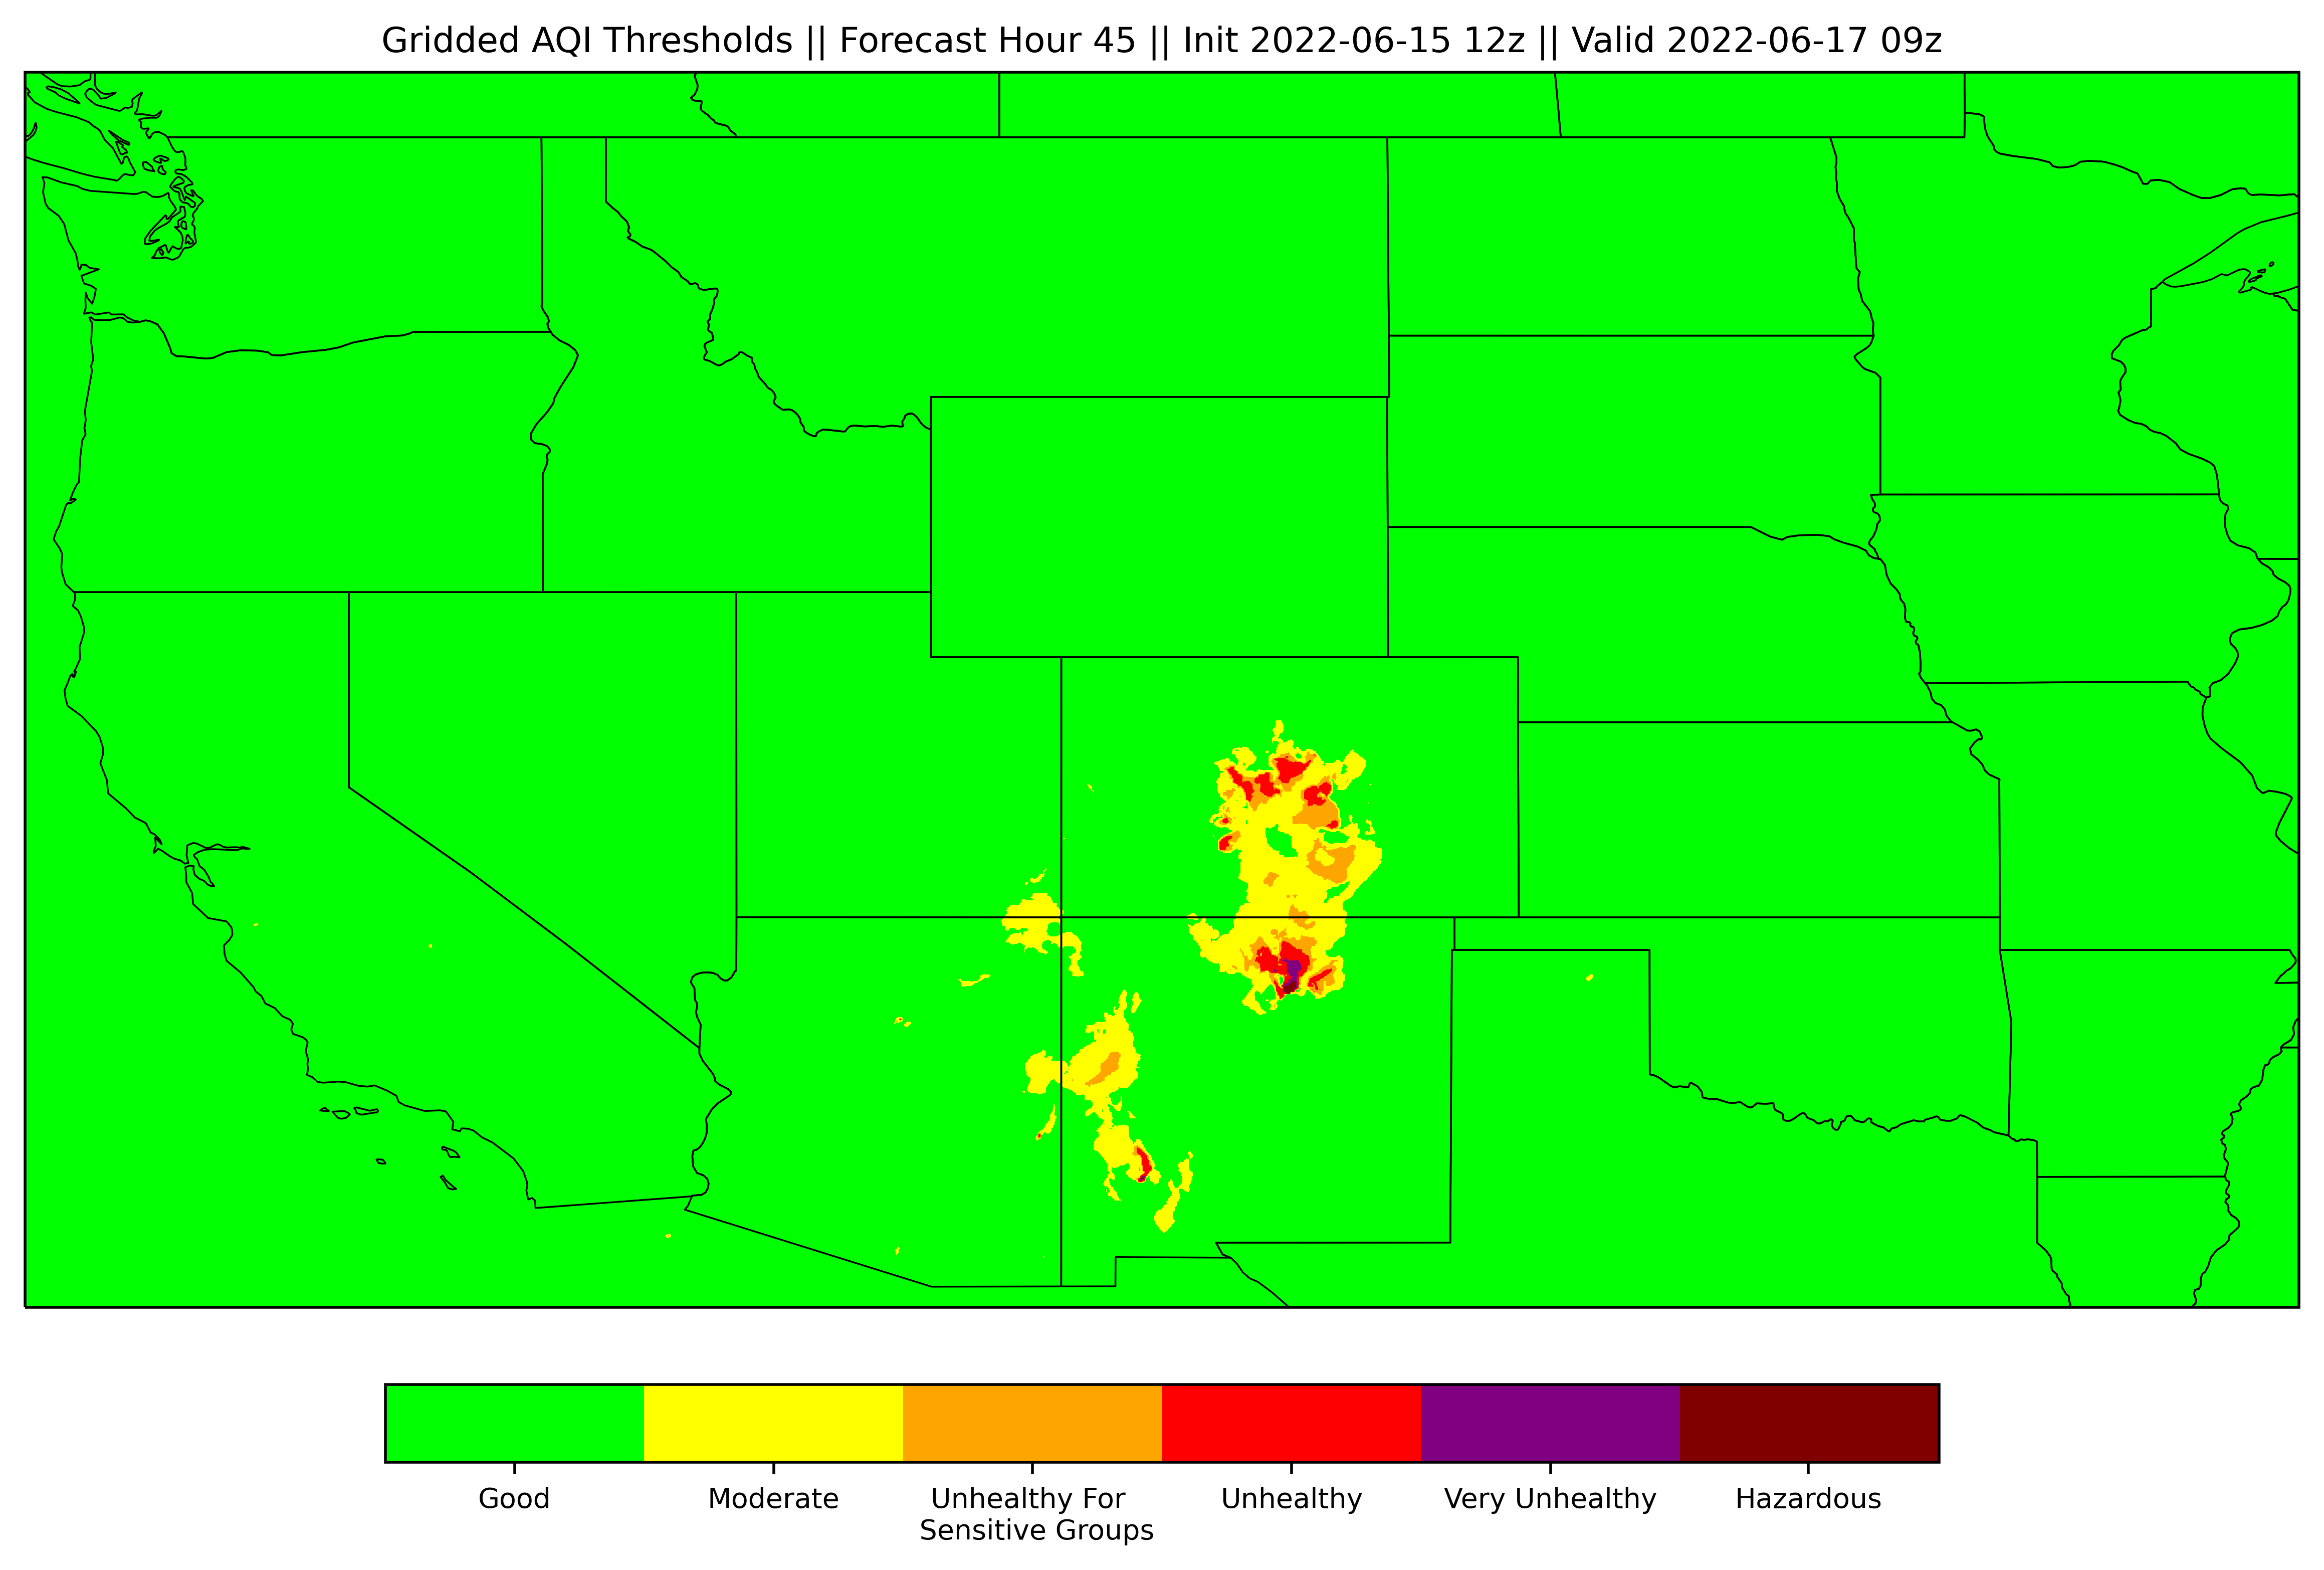 Gridded AQI Thresholds || Forecast Hour 45 || Init 2022-06-15 12z || Valid 2022-06-17 09z
Good
Moderate
Unhealthy For
Sensitive Groups
Unhealthy
Very Unhealthy
Hazardous